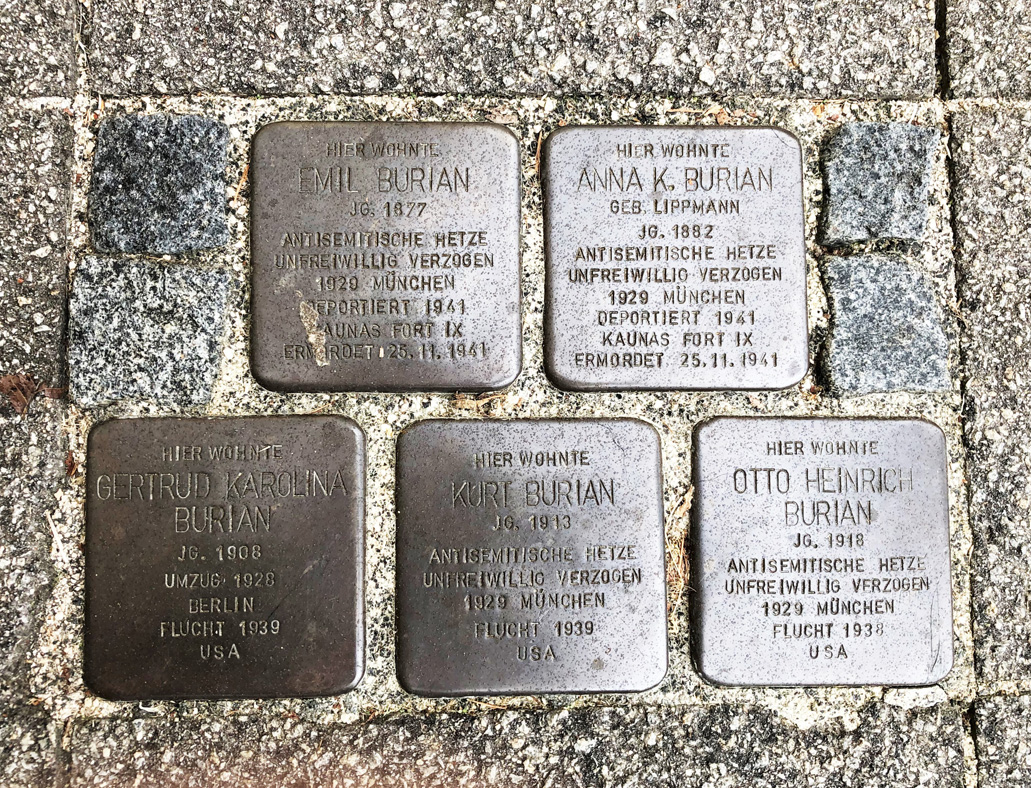 HIER WOHNTE
EMIL BURIAN
JG. 1877
ANTISEMITISCHE HETZE
UNFREIWILLIG VERZOGEN
1929 MÜNCHEN
DEPORTIERT 1941
KAUNAS FORT IX
ERMORDET 25.11.1941
HIER WOHNTE
ANNA K. BURIAN
GEB. LIPPMANN
JG. 1882
ANTISEMITISCHE HETZE
UNFREIWILLIG VERZOGEN
1929 MÜNCHEN
DEPORTIERT 1941
KAUNAS FORT IX
ERMORDET 25.11.1941
HIER WOHNTE
GERTRUD KAROLINA
BURIAN
JG. 1908
UMZUG 1928
BERLIN
FLUCHT 1939
USA
HIER WOHNTE
KURT BURIAN
JG. 1913
ANTISEMITISCHE HETZE
UNFREIWILLIG VERZOGEN
1929 MÜNCHEN
FLUCHT 1939
USA
HIER WOHNTE
OTTO HEINRICH
BURIAN
JG. 1918
ANTISEMITISCHE HETZE
UNFREIWILLIG VERZOGEN
1929 MÜNCHEN
FLUCHT 1938
USA